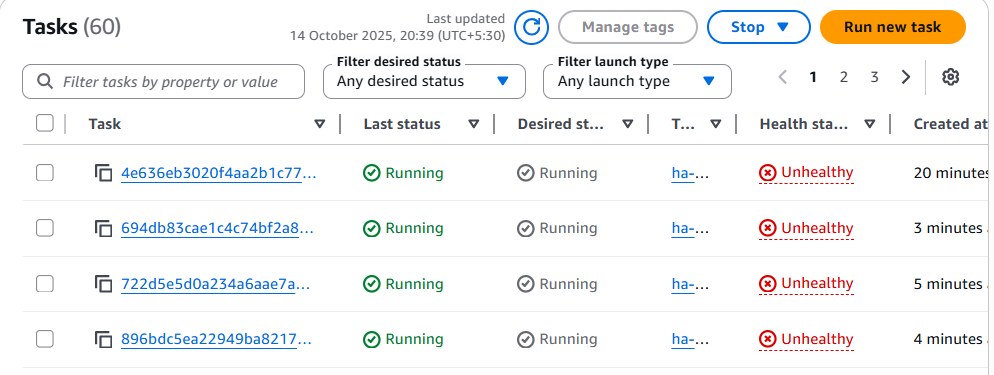 Tasks (60)
Last updated
14 October 2025, 20:39 (UTC+5:30)
Manage tags
Stop
Run new task
Filter tasks by property or value
Filter desired status
Any desired status
Filter launch type
Any launch type
1 2 3
Task Last status Desired st... T... Health sta... Created at
4e636eb3020f4aa2b1c77... Running Running ha-... Unhealthy 20 minutes
694db83cae1c4c74bf2a8... Running Running ha-... Unhealthy 3 minutes
722d5e5d0a234a6aae7a... Running Running ha-... Unhealthy 5 minutes
896bdc5ea22949ba8217... Running Running ha-... Unhealthy 4 minutes